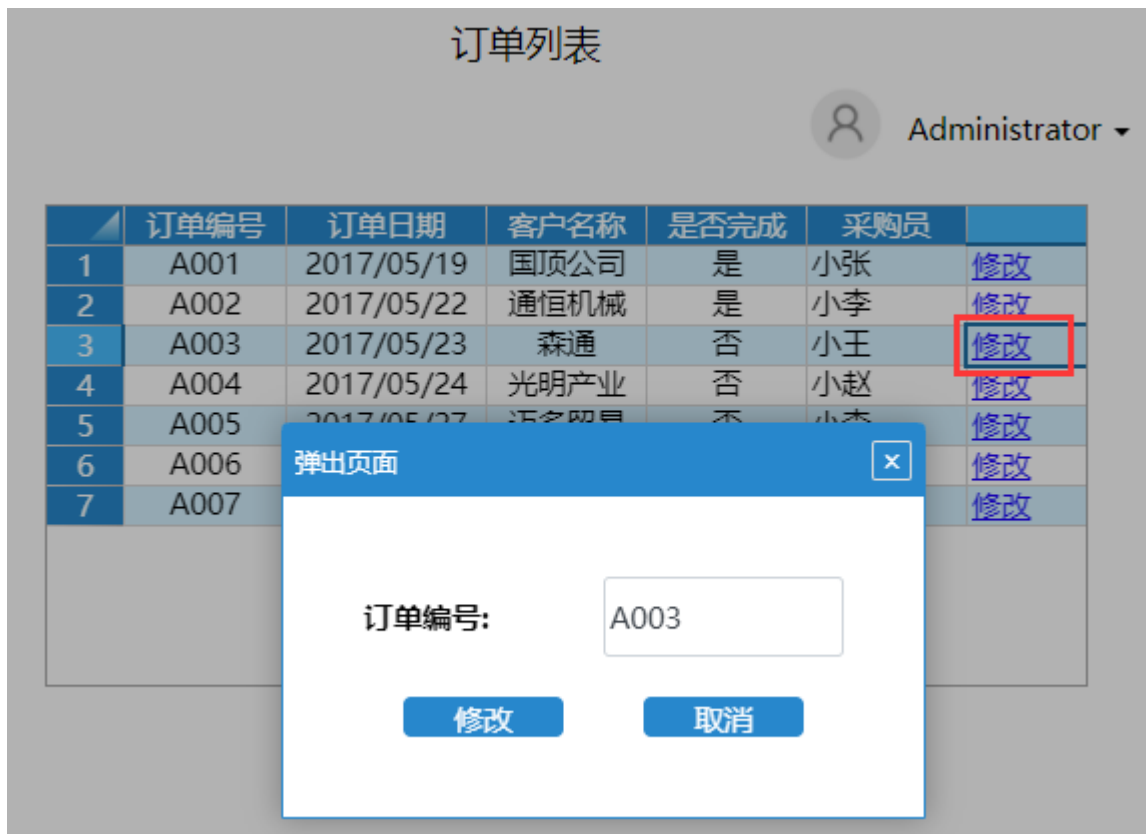 订单列表
Administrator
订单编号 订单日期 客户名称 是否完成 采购员
1 A001 2017/05/19 国顶公司 是 小张 修改
2 A002 2017/05/22 通恒机械 是 小李 修改
3 A003 2017/05/23 森通 否 小王 修改
4 A004 2017/05/24 光明产业 否 小赵 修改
5 A005 2017/05/27 否 修改
6 A006 修改
7 A007 修改
弹出页面
订单编号: A003
修改 取消